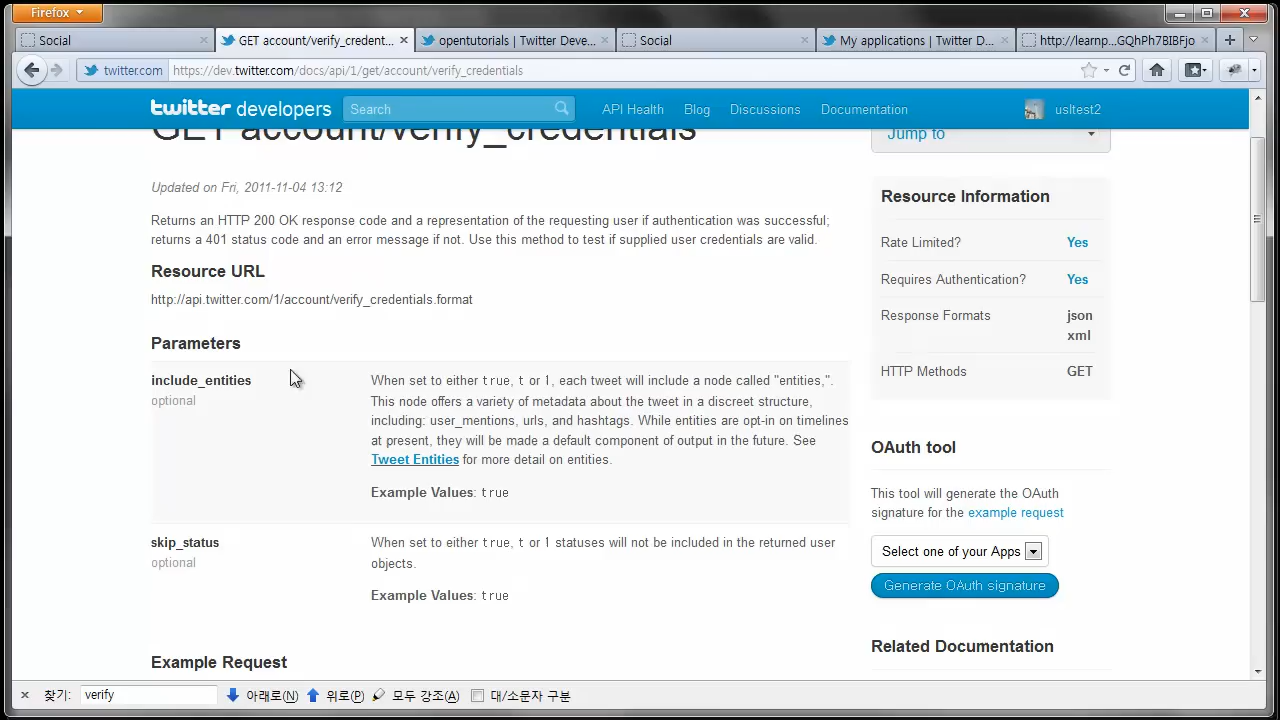 Firefox
Social
GET account/verify_credent...
opentutorials | Twitter Deve...
Social
My applications | Twitter D...
http://learnp...GQhPh7BIBFjo
twitter.com
https://dev.twitter.com/docs/api/1/get/account/verify_credentials
twitter developers
Search
API Health
Blog
Discussions
Documentation
usltest2
GET account/verify_credentials
Jump to
Updated on Fri, 2011-11-04 13:12
Returns an HTTP 200 OK response code and a representation of the requesting user if authentication was successful;
returns a 401 status code and an error message if not. Use this method to test if supplied user credentials are valid.
Resource URL
http://api.twitter.com/1/account/verify_credentials.format
Parameters
include_entities
optional
When set to either true, t or 1, each tweet will include a node called "entities,".
This node offers a variety of metadata about the tweet in a discreet structure,
including: user_mentions, urls, and hashtags. While entities are opt-in on timelines
at present, they will be made a default component of output in the future. See
Tweet Entities for more detail on entities.
Example Values: true
skip_status
optional
When set to either true, t or 1 statuses will not be included in the returned user
objects.
Example Values: true
Example Request
Resource Information
Rate Limited? Yes
Requires Authentication? Yes
Response Formats json
xml
HTTP Methods GET
OAuth tool
This tool will generate the OAuth
signature for the example request
Select one of your Apps
Generate OAuth signature
Related Documentation
찾기: verify 아래로(N) 위로(P) 모두 강조(A) 대/소문자 구분